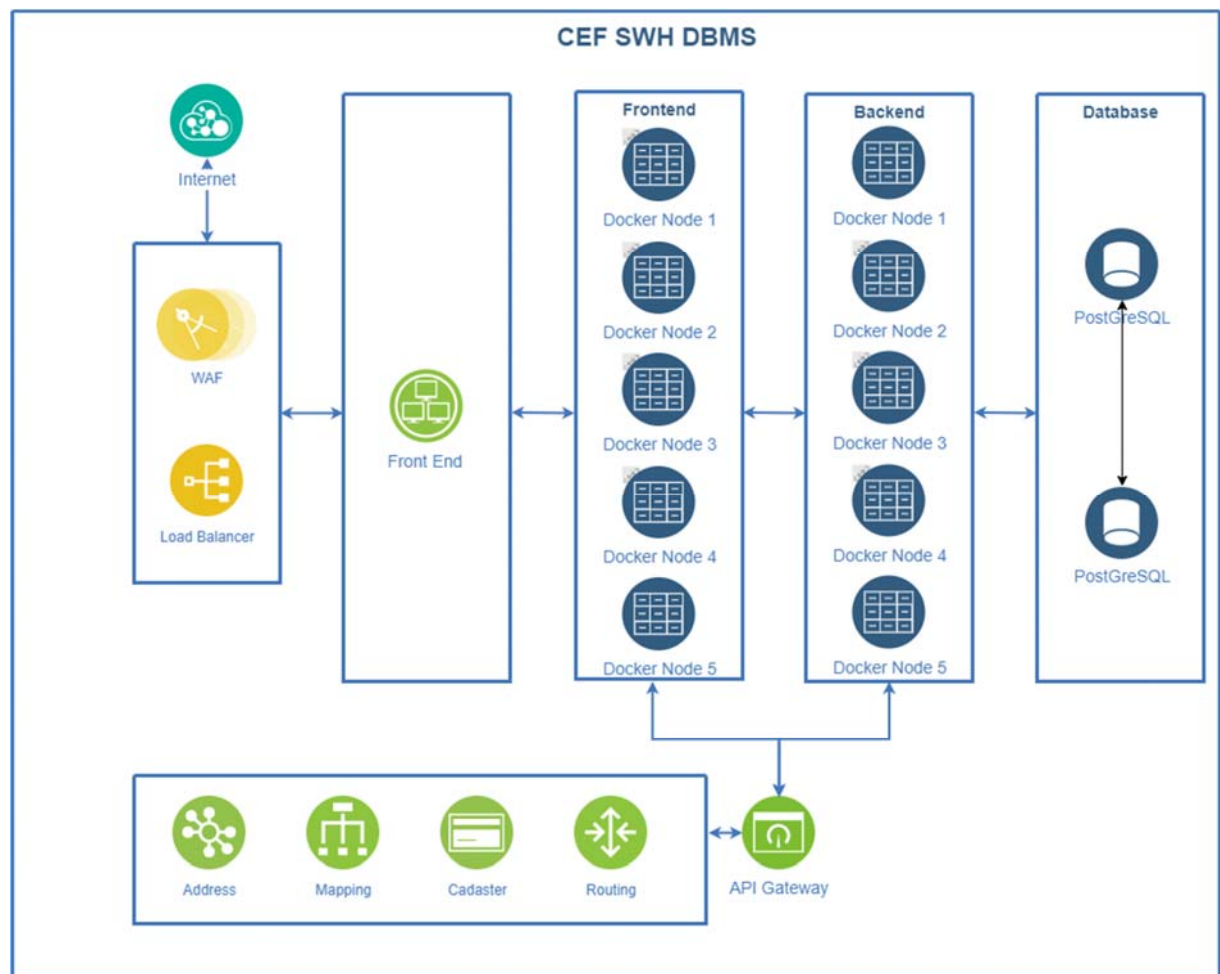 CEF SWH DBMS
Internet
WAF
Load Balancer
Front End
Frontend
Docker Node 1
Docker Node 2
Docker Node 3
Docker Node 4
Docker Node 5
Backend
Docker Node 1
Docker Node 2
Docker Node 3
Docker Node 4
Docker Node 5
Database
PostGreSQL
PostGreSQL
Address
Mapping
Cadaster
Routing
API Gateway